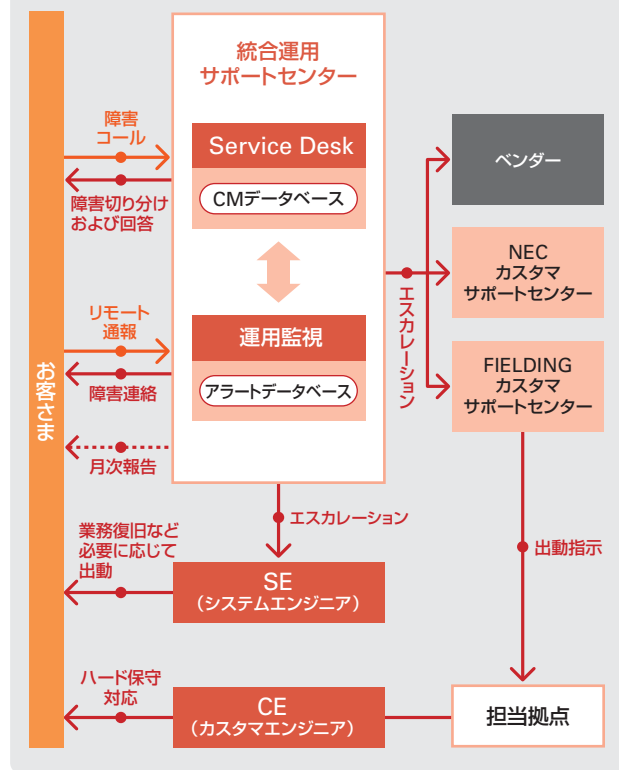 統合運用
サポートセンター
障害
コール
Service Desk
CMデータベース
障害切り分け
および回答
ベンダー
NEC
カスタマ
サポートセンター
エスカレーション
リモート
通報
運用監視
アラートデータベース
障害連絡
FIELDING
カスタマ
サポートセンター
お客さま
月次報告
エスカレーション
業務復旧など
必要に応じて
出動
SE
（システムエンジニア）
出動指示
ハード保守
対応
CE
（カスタマエンジニア）
担当拠点